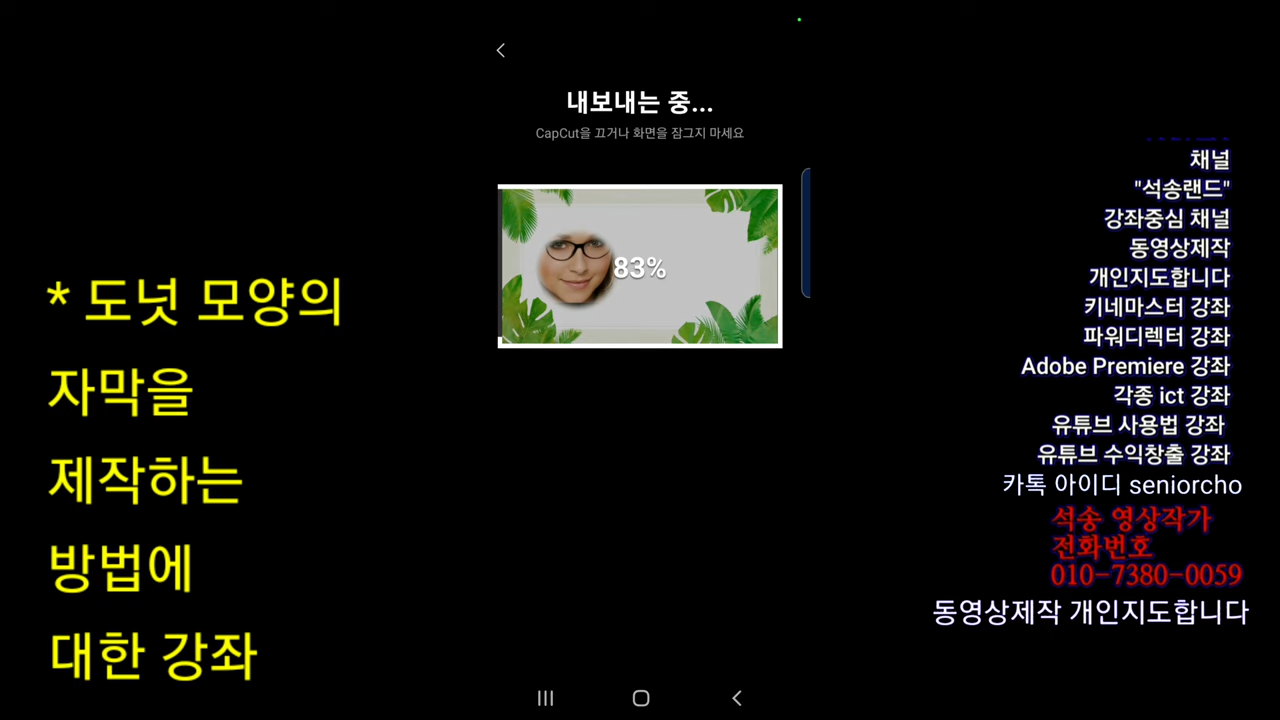 * 도넛 모양의
자막을
제작하는
방법에
대한 강좌
내보내는 중...
CapCut을 끄거나 화면을 잠그지 마세요
83%
채널
"석송랜드"
강좌중심 채널
동영상제작
개인지도합니다
키네마스터 강좌
파워디렉터 강좌
Adobe Premiere 강좌
각종 ict 강좌
유튜브 사용법 강좌
유튜브 수익창출 강좌
카톡 아이디 seniorcho
석송 영상작가
전화번호
010-7380-0059
동영상제작 개인지도합니다